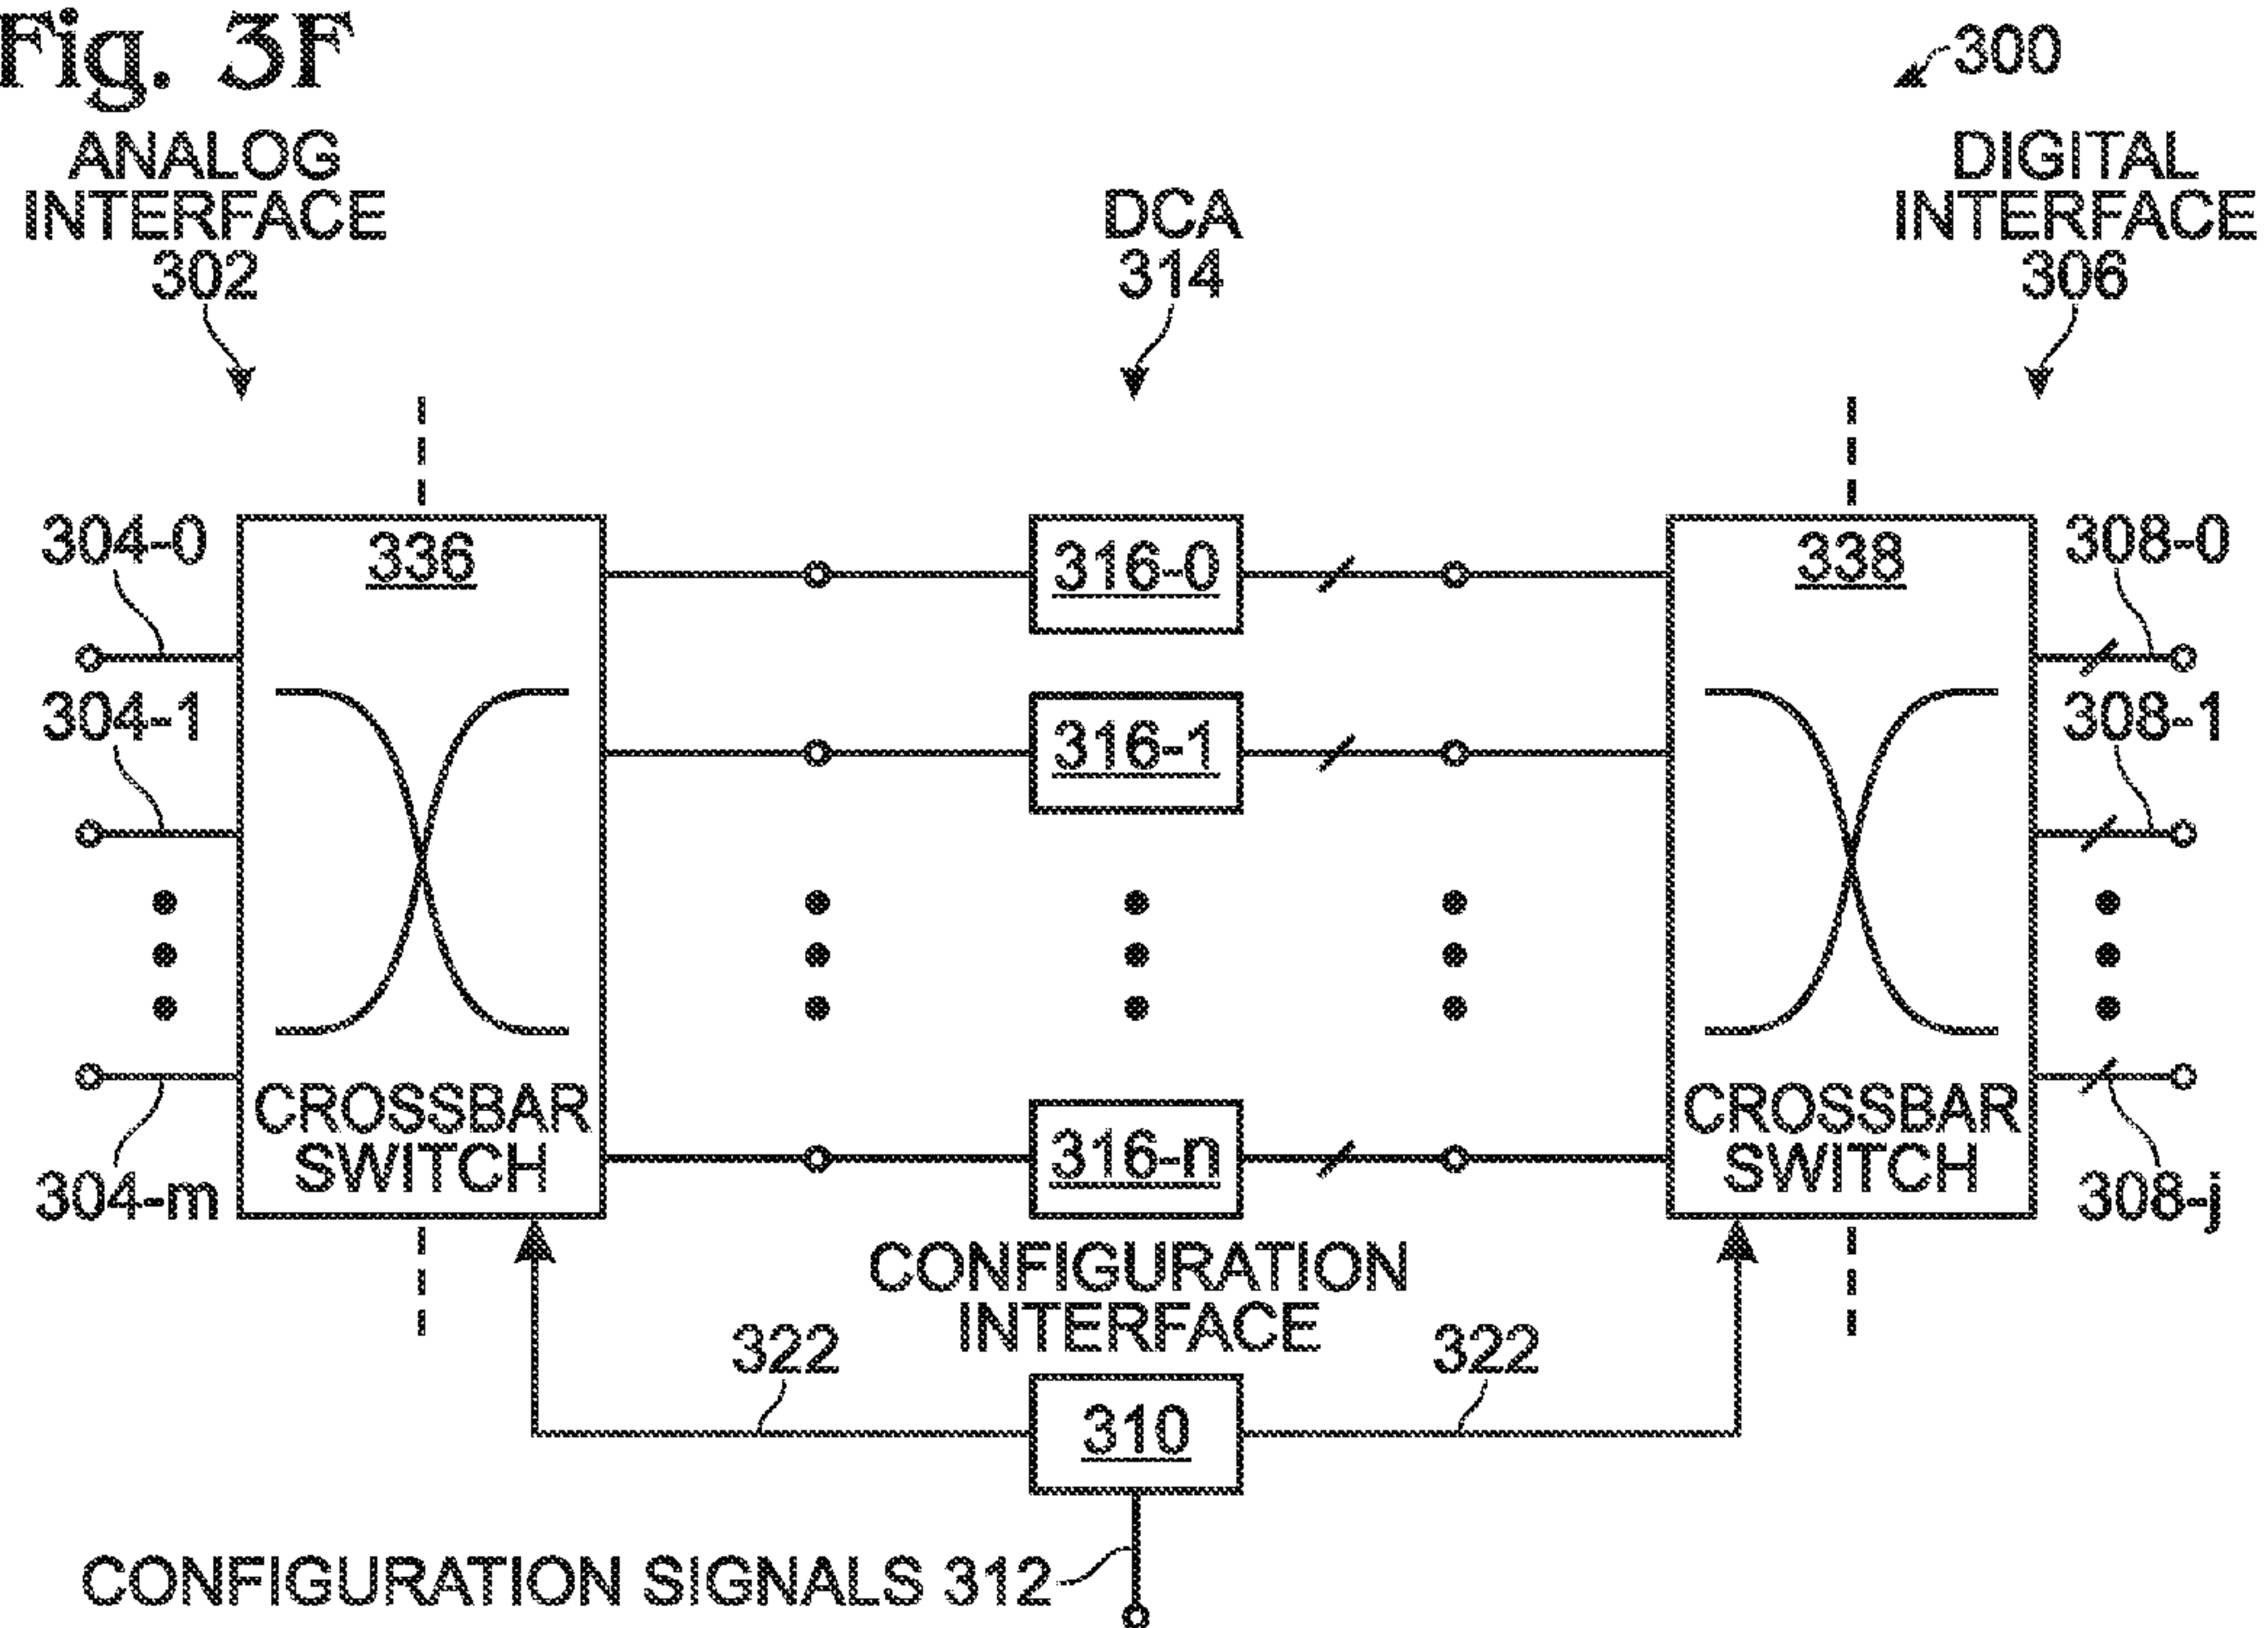 Fig. 3F
300
ANALOG
INTERFACE
302
DCA
314
DIGITAL
INTERFACE
306
304-0
336
316-0
338
308-0
304-1
316-1
308-1
CROSSBAR
SWITCH
304-m
316-n
CROSSBAR
SWITCH
308-j
CONFIGURATION
INTERFACE
322
322
310
CONFIGURATION SIGNALS 312